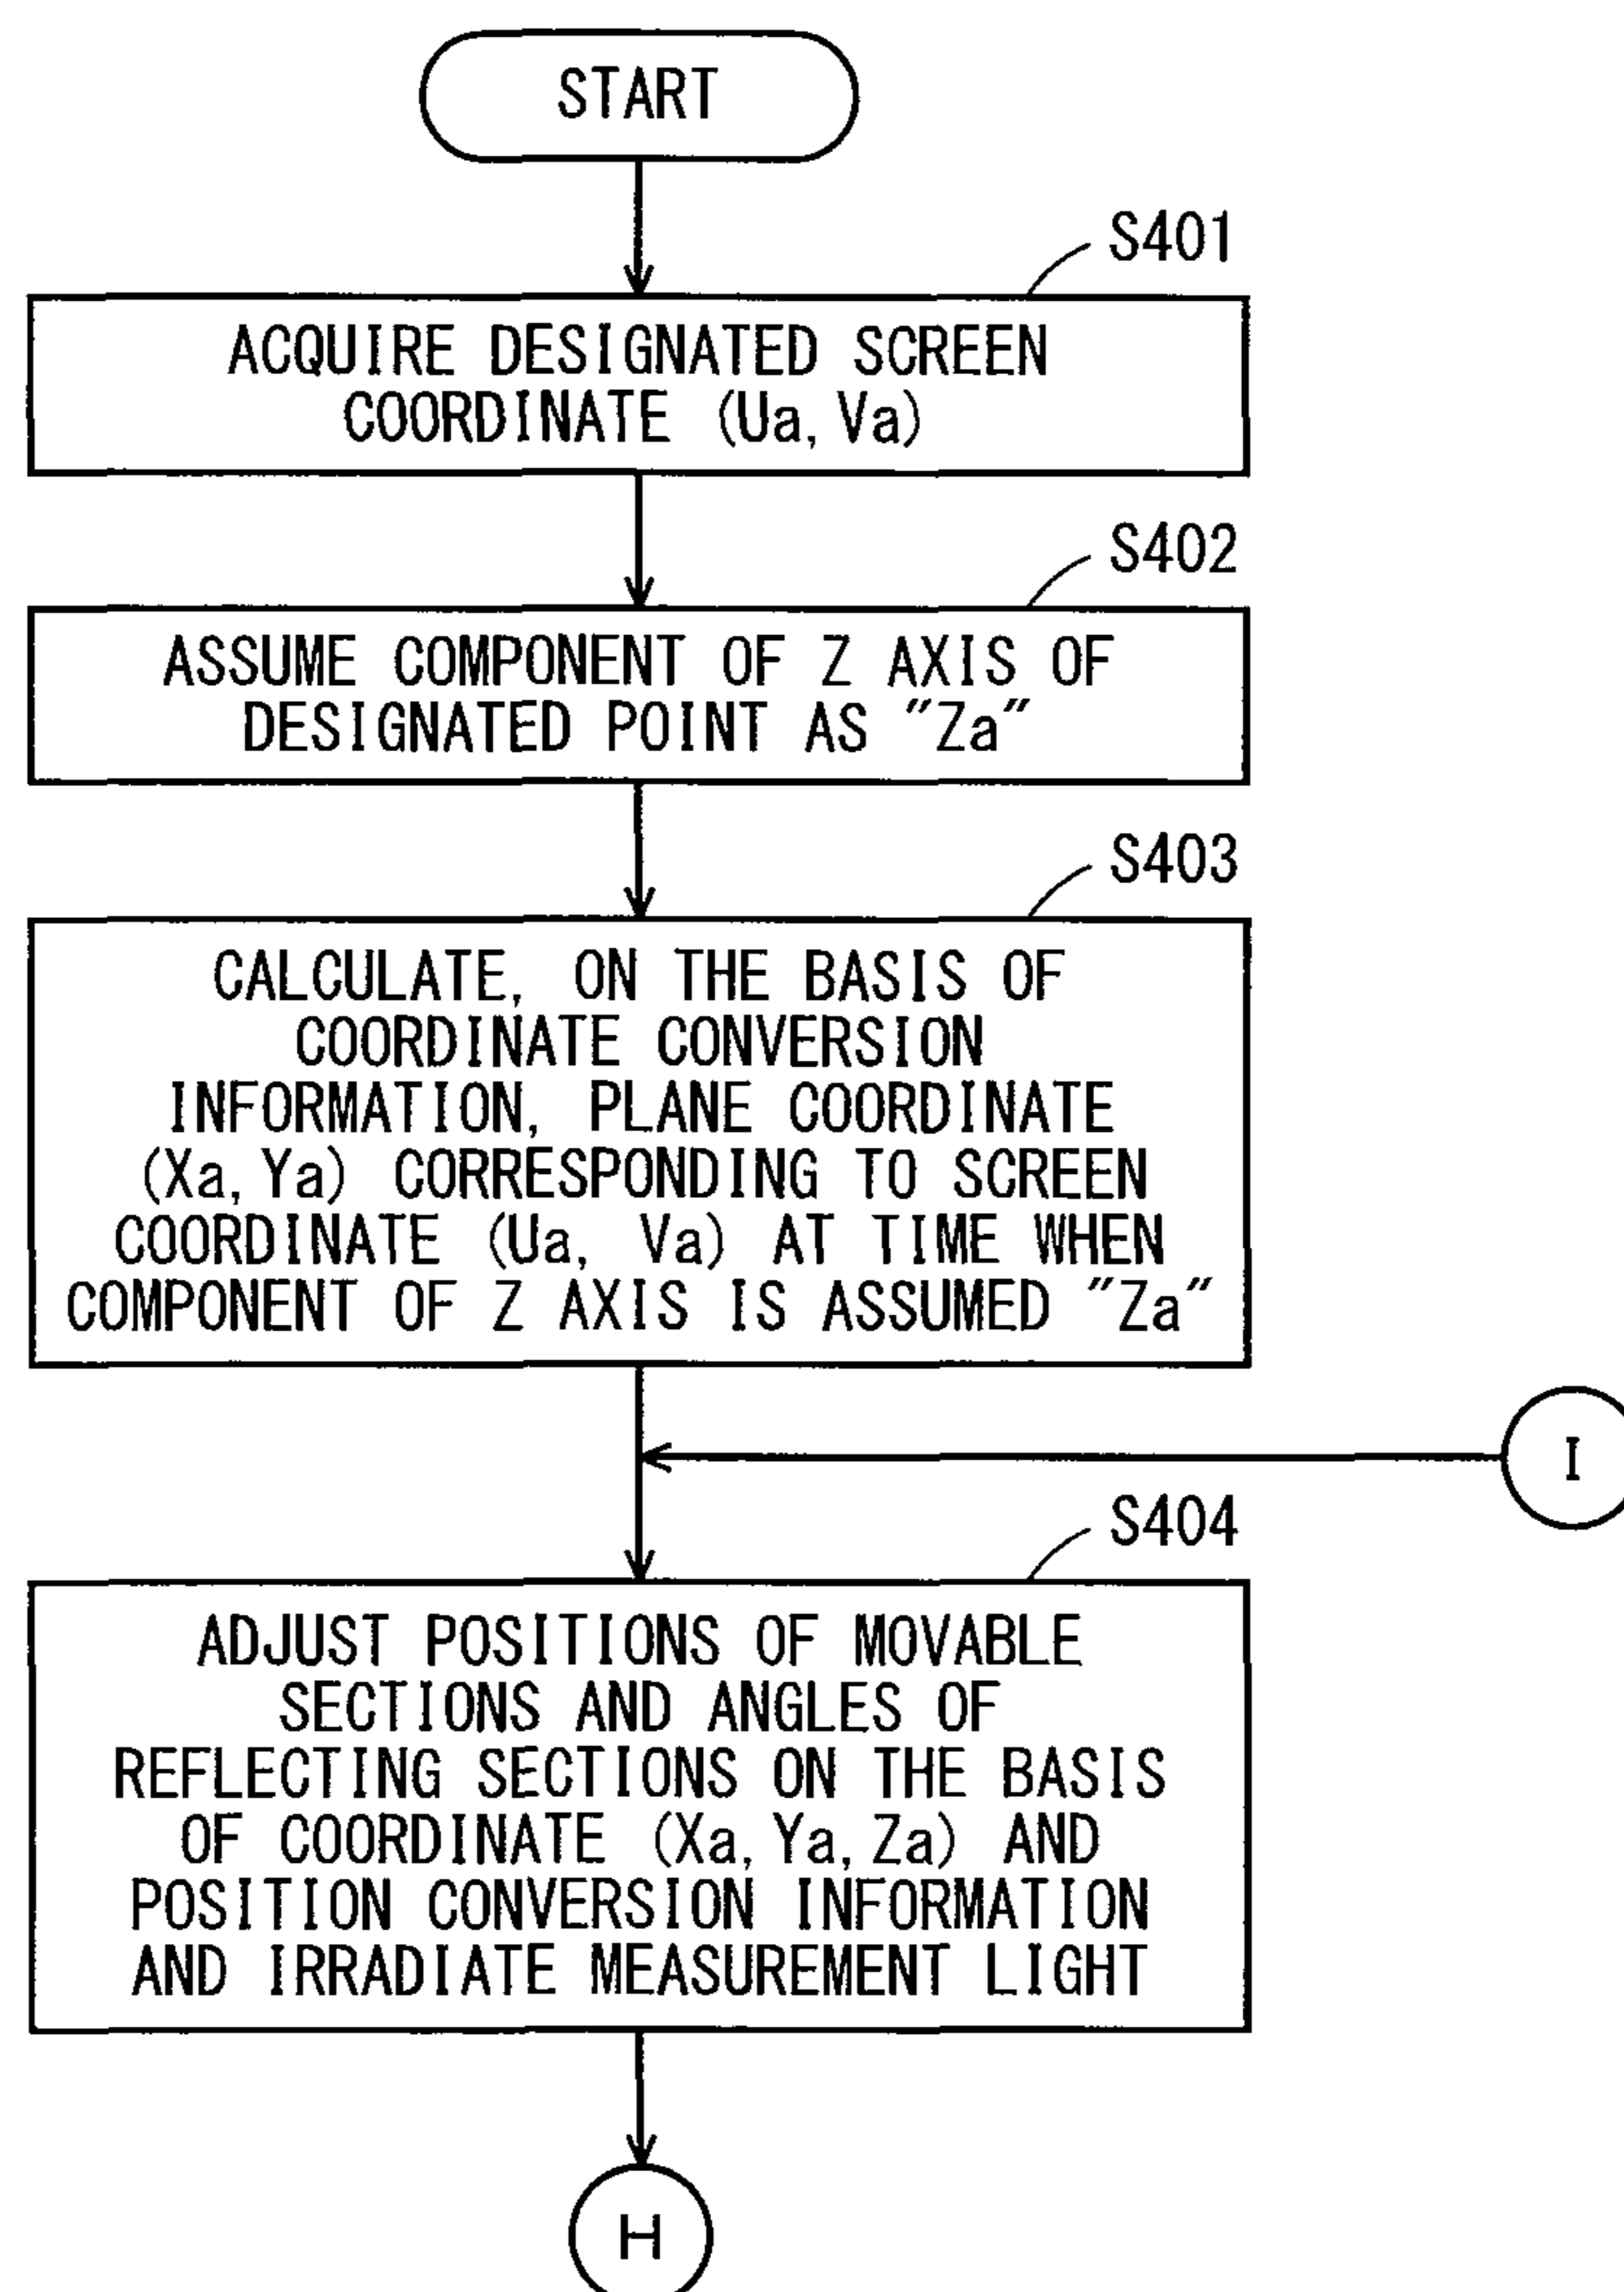 START
S401
ACQUIRE DESIGNATED SCREEN
COORDINATE (Ua, Va)
S402
ASSUME COMPONENT OF Z AXIS OF
DESIGNATED POINT AS "Za"
S403
CALCULATE, ON THE BASIS OF
COORDINATE CONVERSION
INFORMATION, PLANE COORDINATE
(Xa, Ya) CORRESPONDING TO SCREEN
COORDINATE (Ua, Va) AT TIME WHEN
COMPONENT OF Z AXIS IS ASSUMED "Za"
I
S404
ADJUST POSITIONS OF MOVABLE
SECTIONS AND ANGLES OF
REFLECTING SECTIONS ON THE BASIS
OF COORDINATE (Xa, Ya, Za) AND
POSITION CONVERSION INFORMATION
AND IRRADIATE MEASUREMENT LIGHT
H